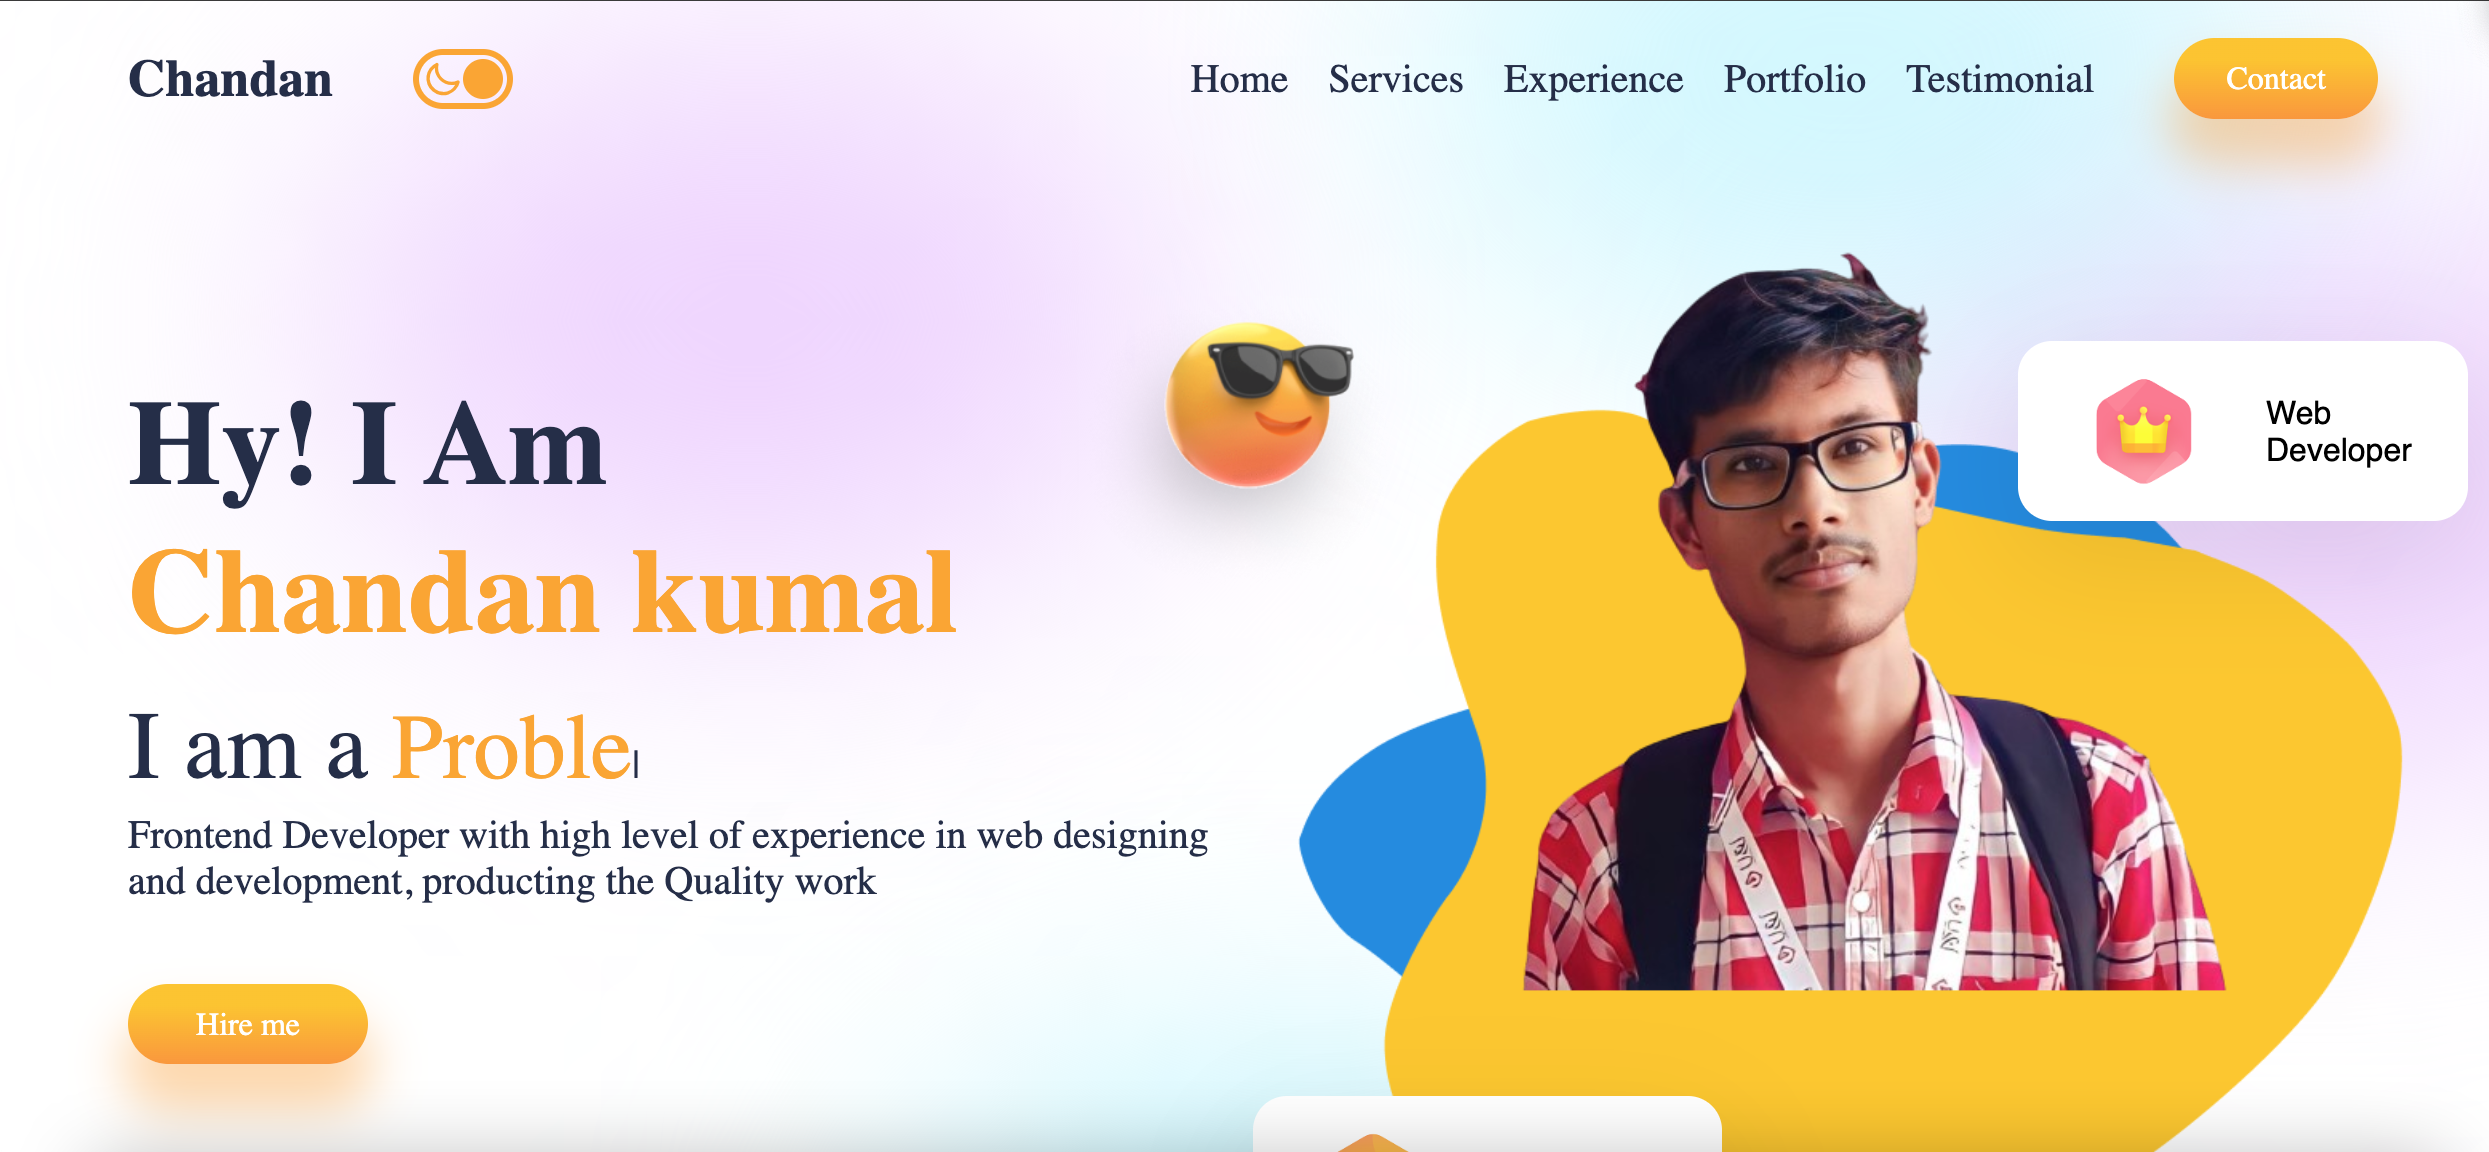 Chandan
Home Services Experience Portfolio Testimonial Contact
Hy! I Am
Chandan kumal
I am a Proble
Frontend Developer with high level of experience in web designing
and development, producting the Quality work
Hire me
Web
Developer